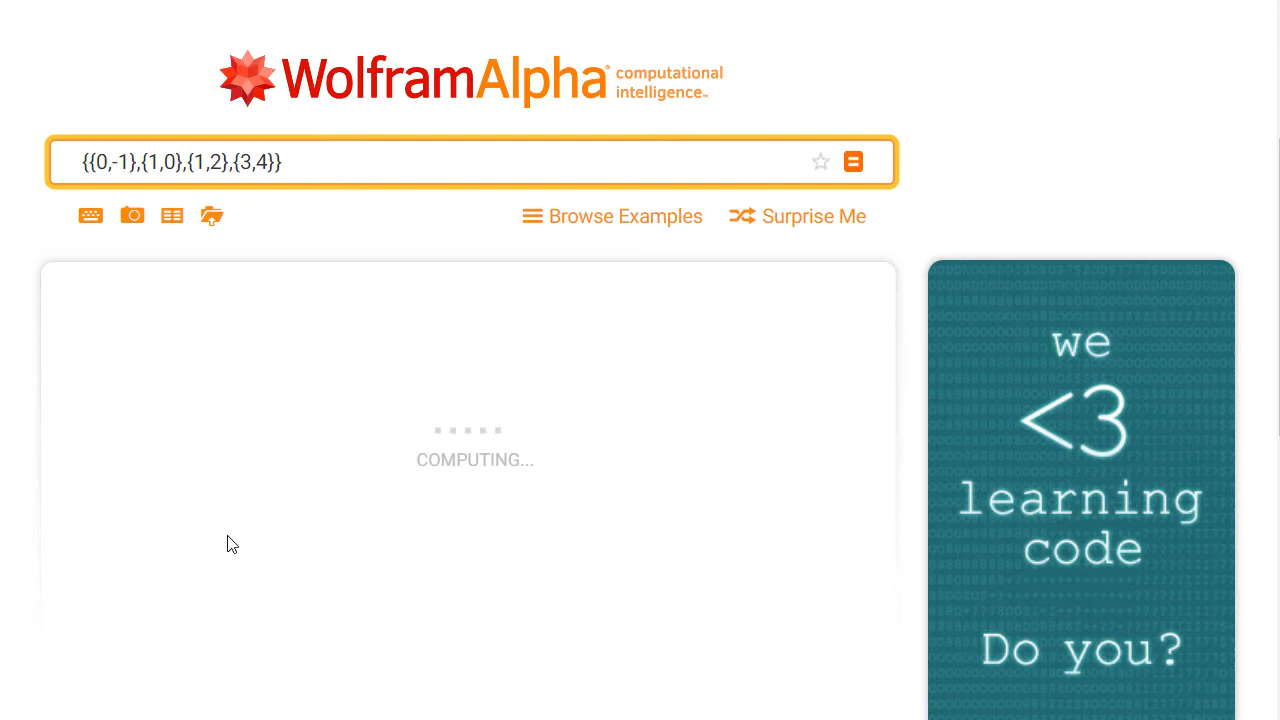 WolframAlpha® computational
intelligence™
{{0,-1},{1,0},{1,2},{3,4}}
Browse Examples
Surprise Me
COMPUTING...
we
<3
learning
code
Do you?